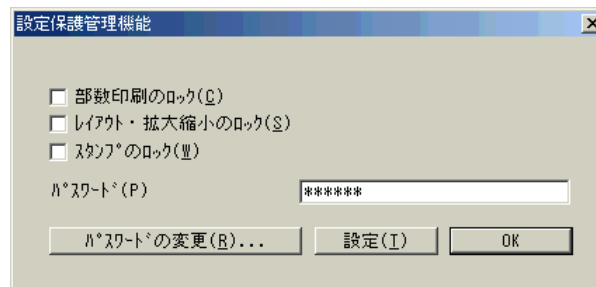 設定保護管理機能
部数印刷のﾛｯｸ(C)
ﾚｲｱｳﾄ・拡大縮小のﾛｯｸ(S)
ｽﾀﾝﾌﾟのﾛｯｸ(W)
ﾊﾟｽﾜｰﾄﾞ(P)
******
ﾊﾟｽﾜｰﾄﾞの変更(R)...
設定(T)
OK